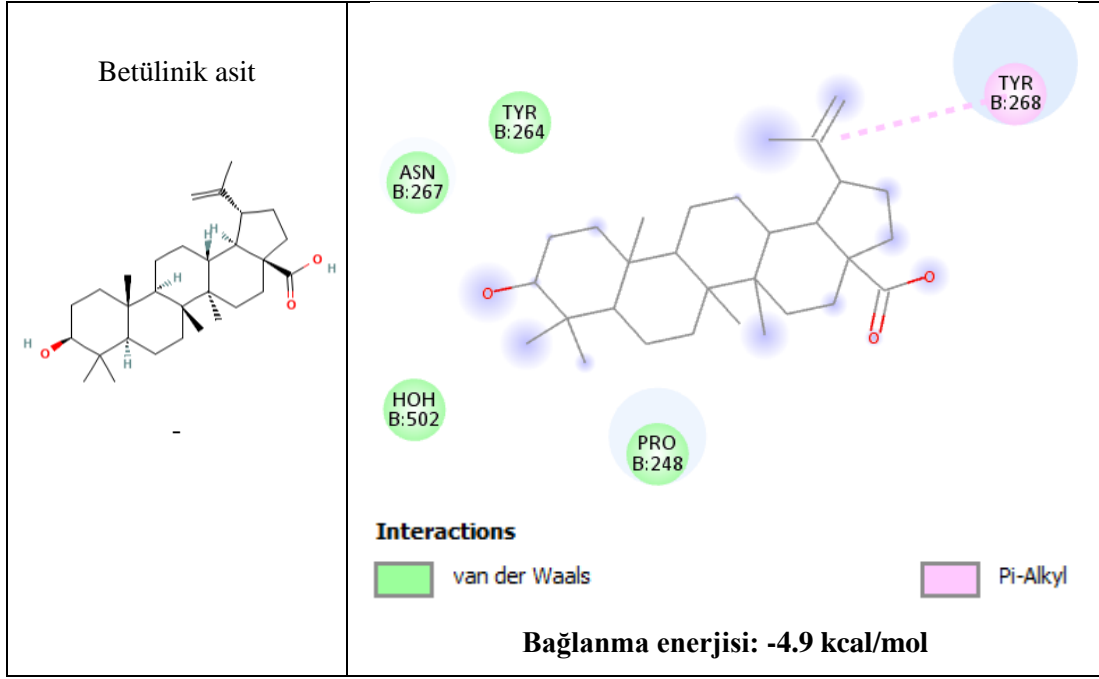 Betülinik asit
H
H
H
O
H
O
H
O
H
-
TYR
B:264
TYR
B:268
ASN
B:267
O
O
O
HOH
B:502
PRO
B:248
Interactions
van der Waals
Pi-Alkyl
Bağlanma enerjisi: -4.9 kcal/mol